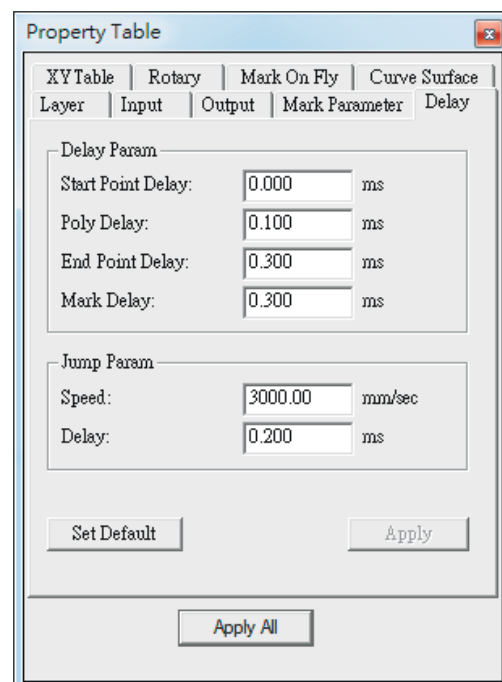 Property Table
XYTable Rotary Mark On Fly Curve Surface
Layer Input Output Mark Parameter Delay
Delay Param
Start Point Delay: 0.000 ms
Poly Delay: 0.100 ms
End Point Delay: 0.300 ms
Mark Delay: 0.300 ms
Jump Param
Speed: 3000.00 mm/sec
Delay: 0.200 ms
Set Default Apply
Apply All